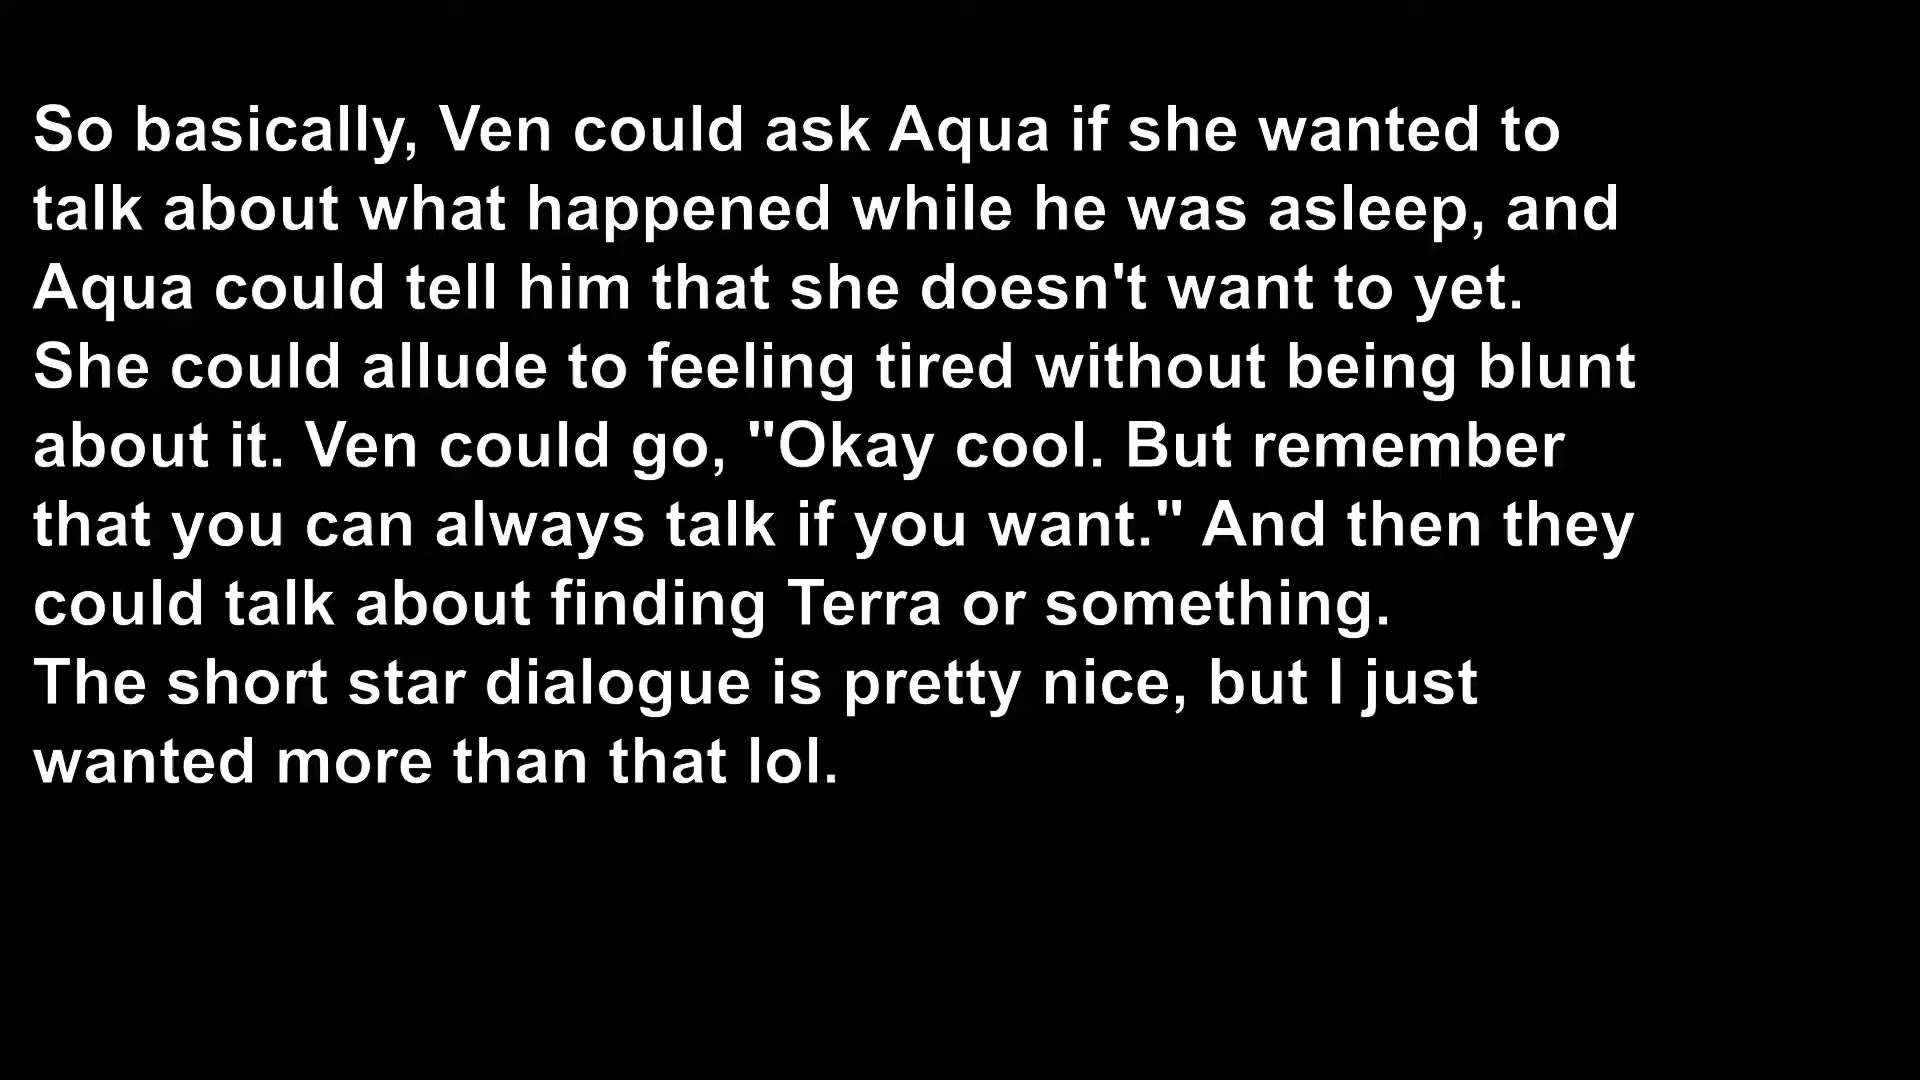 So basically, Ven could ask Aqua if she wanted to
talk about what happened while he was asleep, and
Aqua could tell him that she doesn't want to yet.
She could allude to feeling tired without being blunt
about it. Ven could go, "Okay cool. But remember
that you can always talk if you want." And then they
could talk about finding Terra or something.
The short star dialogue is pretty nice, but I just
wanted more than that lol.